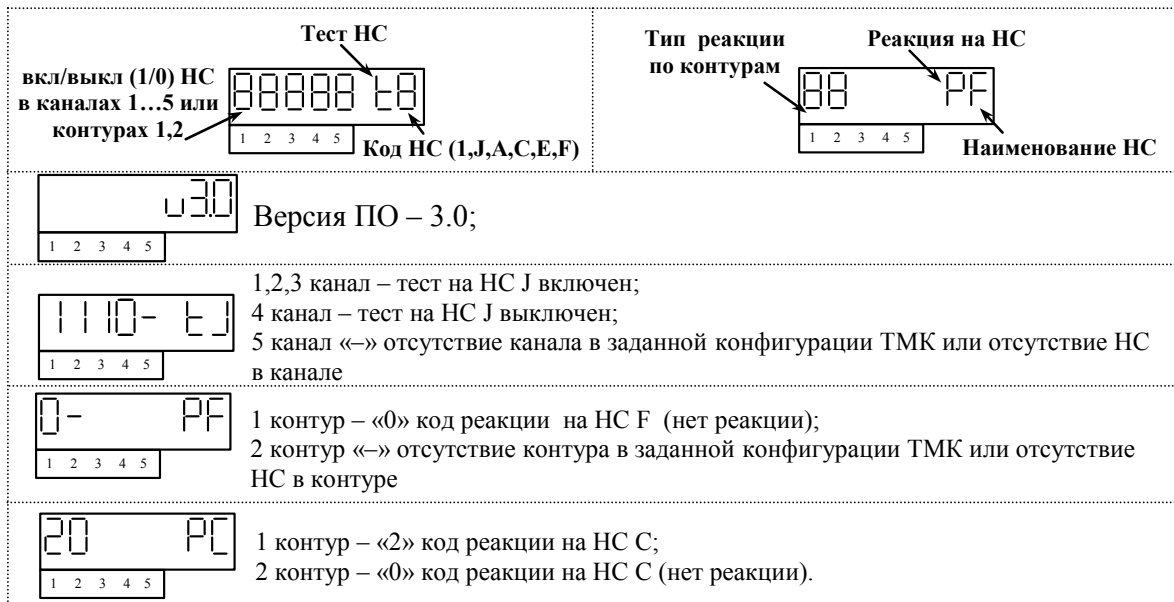 Тест НС
вкл/выкл (1/0) НС
в каналах 1...5 или
контурах 1,2
88888 t8
1 2 3 4 5
Код НС (1,J,A,C,E,F)
Тип реакции
по контурам
Реакция на НС
88 PF
1 2 3 4 5
Наименование НС
u3.0
1 2 3 4 5
Версия ПО – 3.0;
1110- tJ
1 2 3 4 5
1,2,3 канал – тест на НС J включен;
4 канал – тест на НС J выключен;
5 канал «–» отсутствие канала в заданной конфигурации ТМК или отсутствие НС
в канале
0- PF
1 2 3 4 5
1 контур – «0» код реакции на НС F (нет реакции);
2 контур «–» отсутствие контура в заданной конфигурации ТМК или отсутствие
НС в контуре
20 PC
1 2 3 4 5
1 контур – «2» код реакции на НС С;
2 контур – «0» код реакции на НС С (нет реакции).